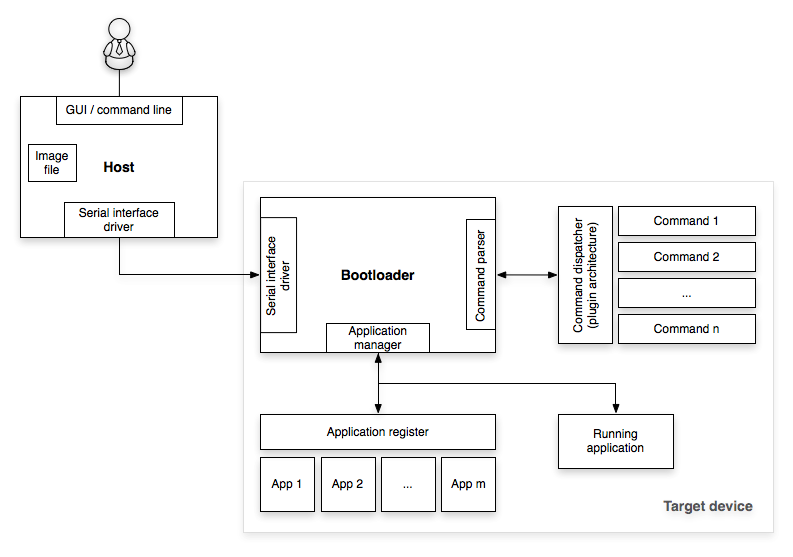 GUI / command line
Image
file
Host
Serial interface
driver
Serial interface
driver
Bootloader
Command parser
Application
manager
Command dispatcher
(plugin architecture)
Command 1
Command 2
...
Command n
Application register
App 1
App 2
...
App m
Running
application
Target device